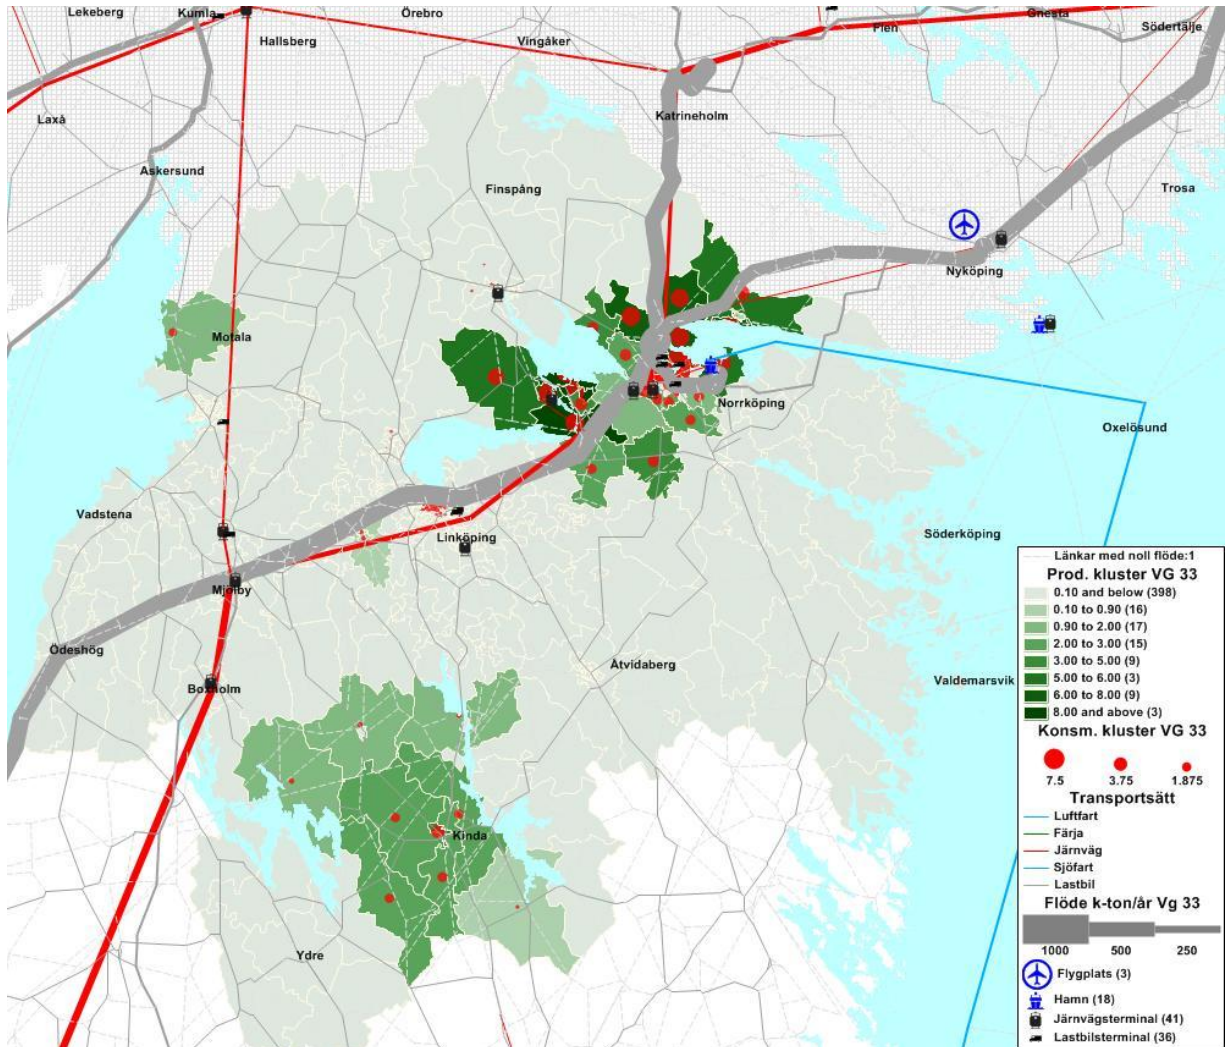 Lekeberg
Kumla
Örebro
Gnesta
Hallsberg
Vingåker
Flen
Södertälje
Laxå
Katrineholm
Askersund
Finspång
Trosa
Nyköping
Motala
Norrköping
Oxelösund
Vadstena
Linköping
Söderköping
Mjölby
Ödeshög
Åtvidaberg
Boxholm
Valdemarsvik
Kinda
Ydre
Länkar med noll flöde:1
Prod. kluster VG 33
0.10 and below (398)
0.10 to 0.90 (16)
0.90 to 2.00 (17)
2.00 to 3.00 (15)
3.00 to 5.00 (9)
5.00 to 6.00 (3)
6.00 to 8.00 (9)
8.00 and above (3)
Konsm. kluster VG 33
7.5 3.75 1.875
Transportsätt
Luftfart
Färja
Järnväg
Sjöfart
Lastbil
Flöde k-ton/år Vg 33
1000 500 250
Flygplats (3)
Hamn (18)
Järnvägsterminal (41)
Lastbilsterminal (36)